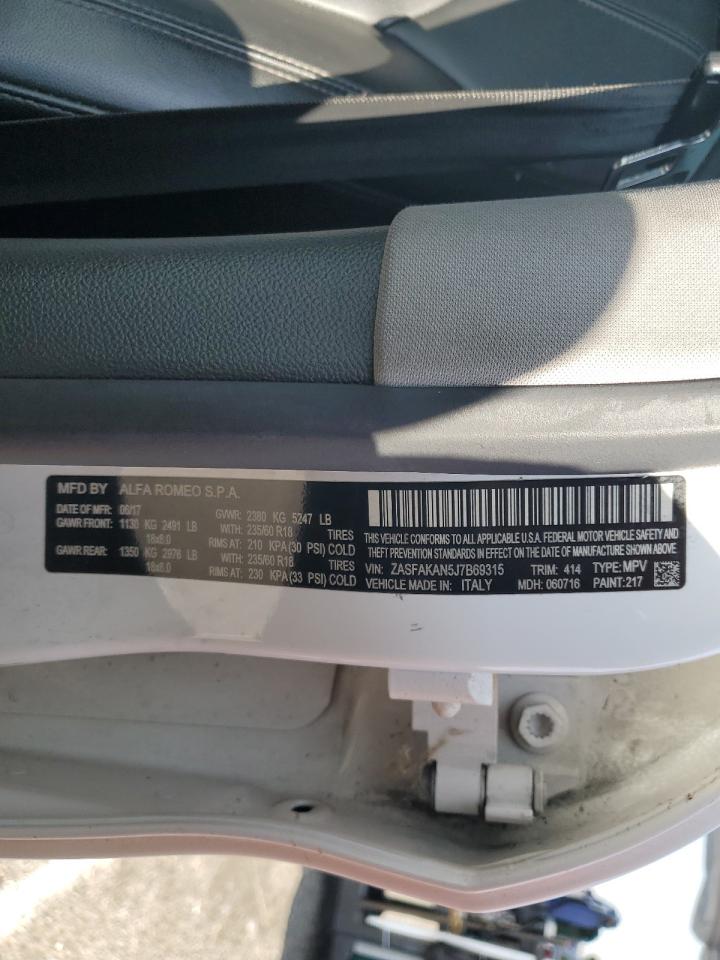 MFD BY ALFA ROMEO S.P.A.
DATE OF MFR: 06/17 GVWR: 2380 KG 5247 LB
GAWR FRONT: 1130 KG 2491 LB WITH: 235/60 R18 TIRES
18x8.0 RIMS AT: 210 KPA(30 PSI) COLD
GAWR REAR: 1350 KG 2976 LB WITH: 235/60 R18 TIRES
18x8.0 RIMS AT: 230 KPA(33 PSI) COLD
THIS VEHICLE CONFORMS TO ALL APPLICABLE U.S.A. FEDERAL MOTOR VEHICLE SAFETY AND
THEFT PREVENTION STANDARDS IN EFFECT ON THE DATE OF MANUFACTURE SHOWN ABOVE
VIN: ZASFAKAN5J7B69315 TRIM: 414 TYPE: MPV
VEHICLE MADE IN: ITALY MDH: 060716 PAINT: 217